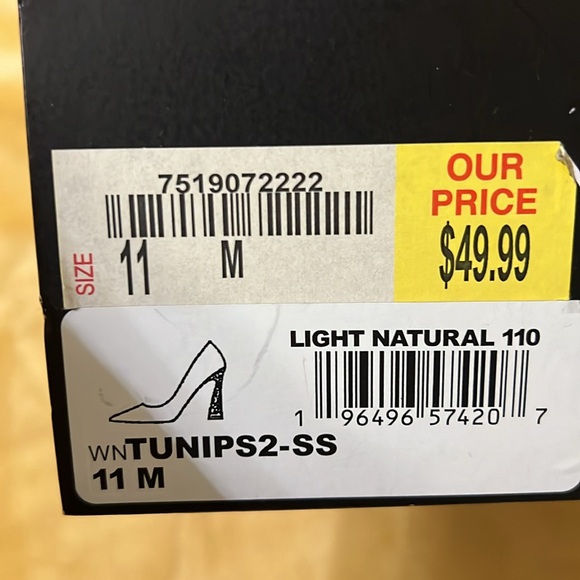 7519072222
SIZE 11 M
OUR
PRICE
$49.99
LIGHT NATURAL 110
1 96496 57420 7
WNTUNIPS2-SS
11 M